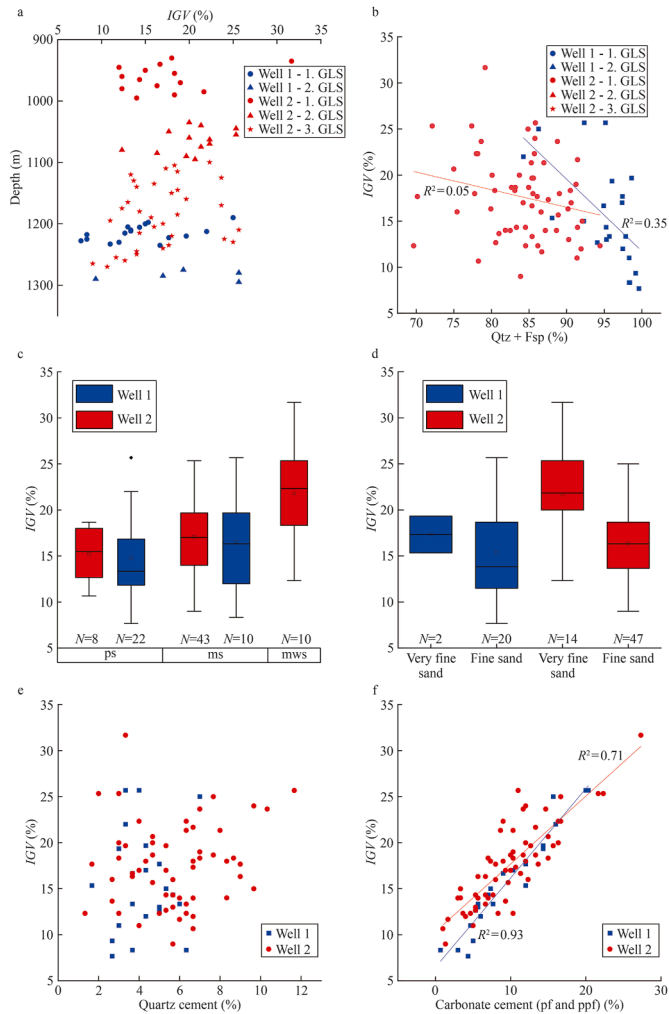 a
IGV (%)
5 10 15 20 25 30 35
900
1000
1100
1200
1300
Depth (m)
Well 1 - 1. GLS
Well 1 - 2. GLS
Well 2 - 1. GLS
Well 2 - 2. GLS
Well 2 - 3. GLS
b
40
35
30
25
20
15
10
5
IGV (%)
Well 1 - 1. GLS
Well 1 - 2. GLS
Well 2 - 1. GLS
Well 2 - 2. GLS
Well 2 - 3. GLS
R²=0.05
R²=0.35
70 75 80 85 90 95 100
Qtz + Fsp (%)
c
35
30
25
20
15
10
5
IGV (%)
Well 1
Well 2
N=8 N=22 N=43 N=10 N=10
ps ms mws
d
35
30
25
20
15
10
5
IGV (%)
Well 1
Well 2
N=2 N=20 N=14 N=47
Very fine sand
Fine sand
Very fine sand
Fine sand
e
35
30
25
20
15
10
5
IGV (%)
Well 1
Well 2
0 2 4 6 8 10 12
Quartz cement (%)
f
35
30
25
20
15
10
5
IGV (%)
R²=0.71
R²=0.93
Well 1
Well 2
0 10 20 30
Carbonate cement (pf and ppf) (%)